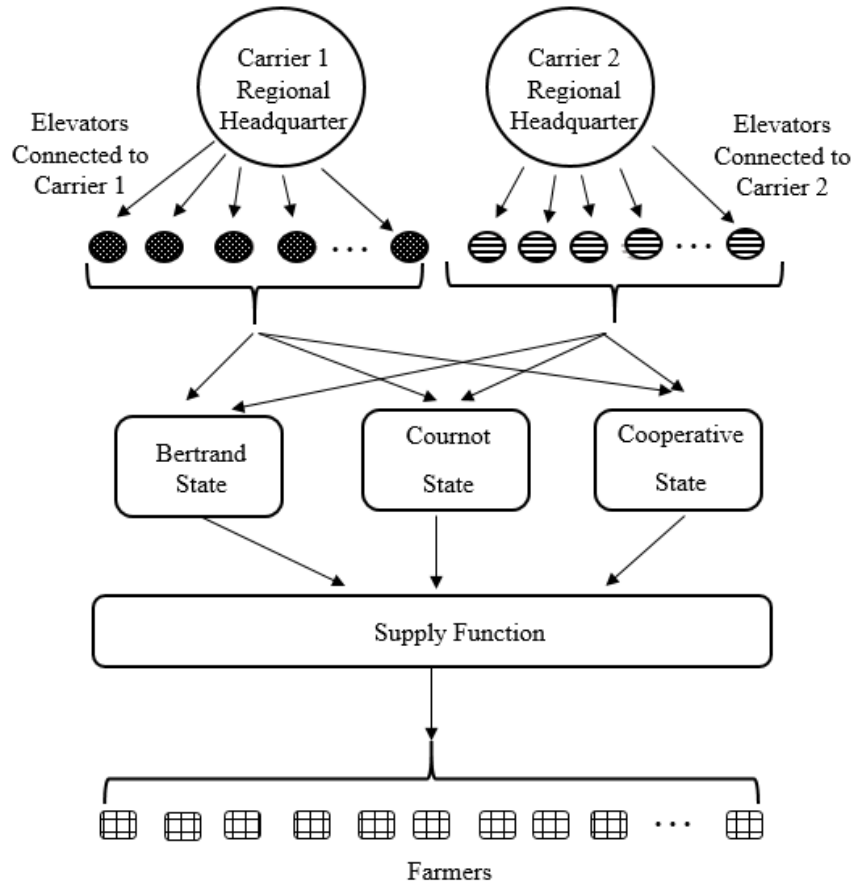 Carrier 1
Regional
Headquarter
Carrier 2
Regional
Headquarter
Elevators
Connected to
Carrier 1
Elevators
Connected to
Carrier 2
Bertrand
State
Cournot
State
Cooperative
State
Supply Function
Farmers